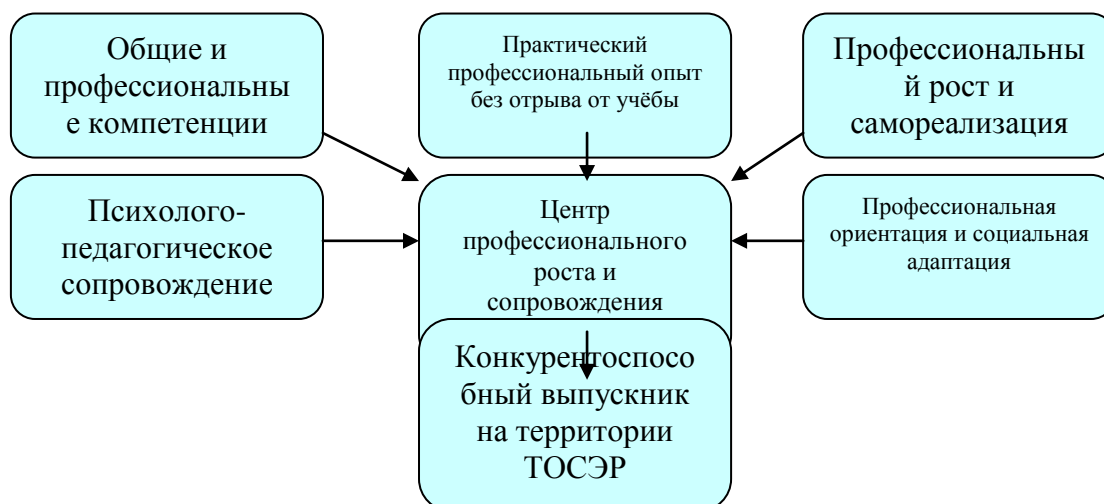 Общие и
профессиональны
е компетенции
Практический
профессиональный опыт
без отрыва от учёбы
Профессиональны
й рост и
самореализация
Психолого-
педагогическое
сопровождение
Центр
профессионального
роста и
сопровождения
Профессиональная
ориентация и социальная
адаптация
Конкурентоспосо
бный выпускник
на территории
ТОСЭР